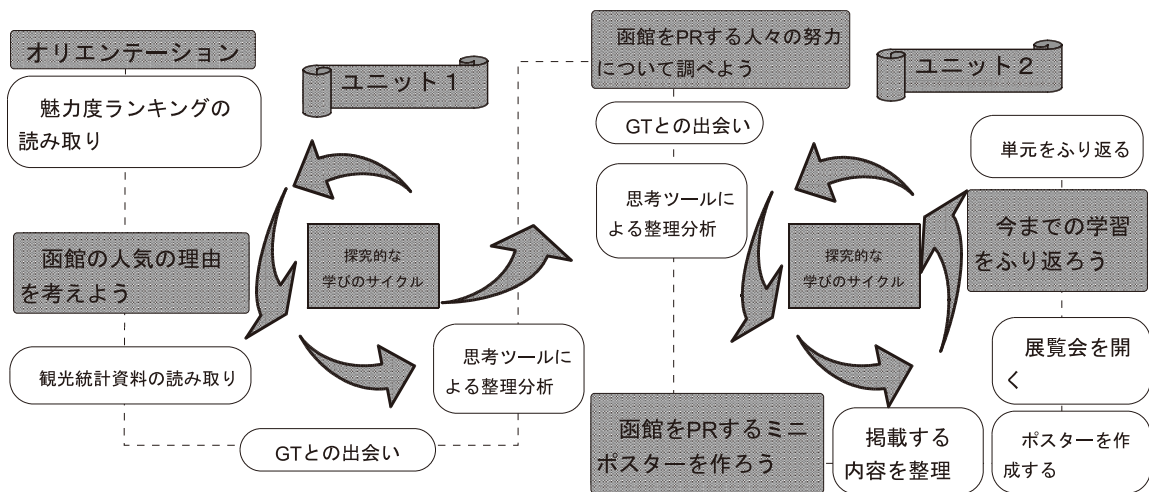 オリエンテーション
魅力度ランキングの
読み取り
ユニット1
函館の人気の理由
を考えよう
探究的な
学びのサイクル
観光統計資料の読み取り
GTとの出会い
思考ツールに
よる整理分析
函館をPRする人々の努力
について調べよう
ユニット2
GTとの出会い
思考ツールに
よる整理分析
探究的な
学びのサイクル
函館をPRするミニ
ポスターを作ろう
掲載する
内容を整理
ポスターを作
成する
展覧会を開
く
今までの学習
をふり返ろう
単元をふり返る